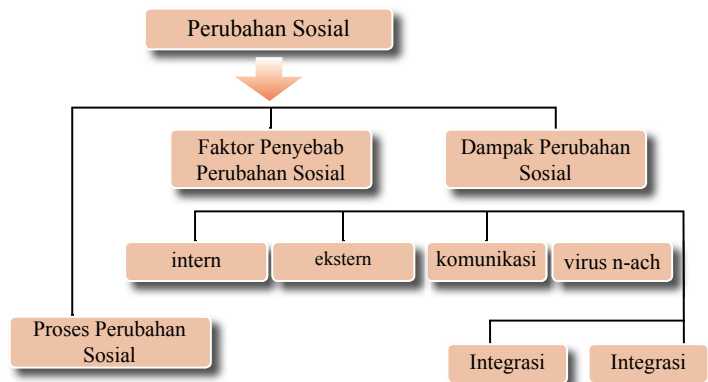 Perubahan Sosial
Faktor Penyebab
Perubahan Sosial
Dampak Perubahan
Sosial
intern
ekstern
komunikasi
virus n-ach
Proses Perubahan
Sosial
Integrasi
Integrasi